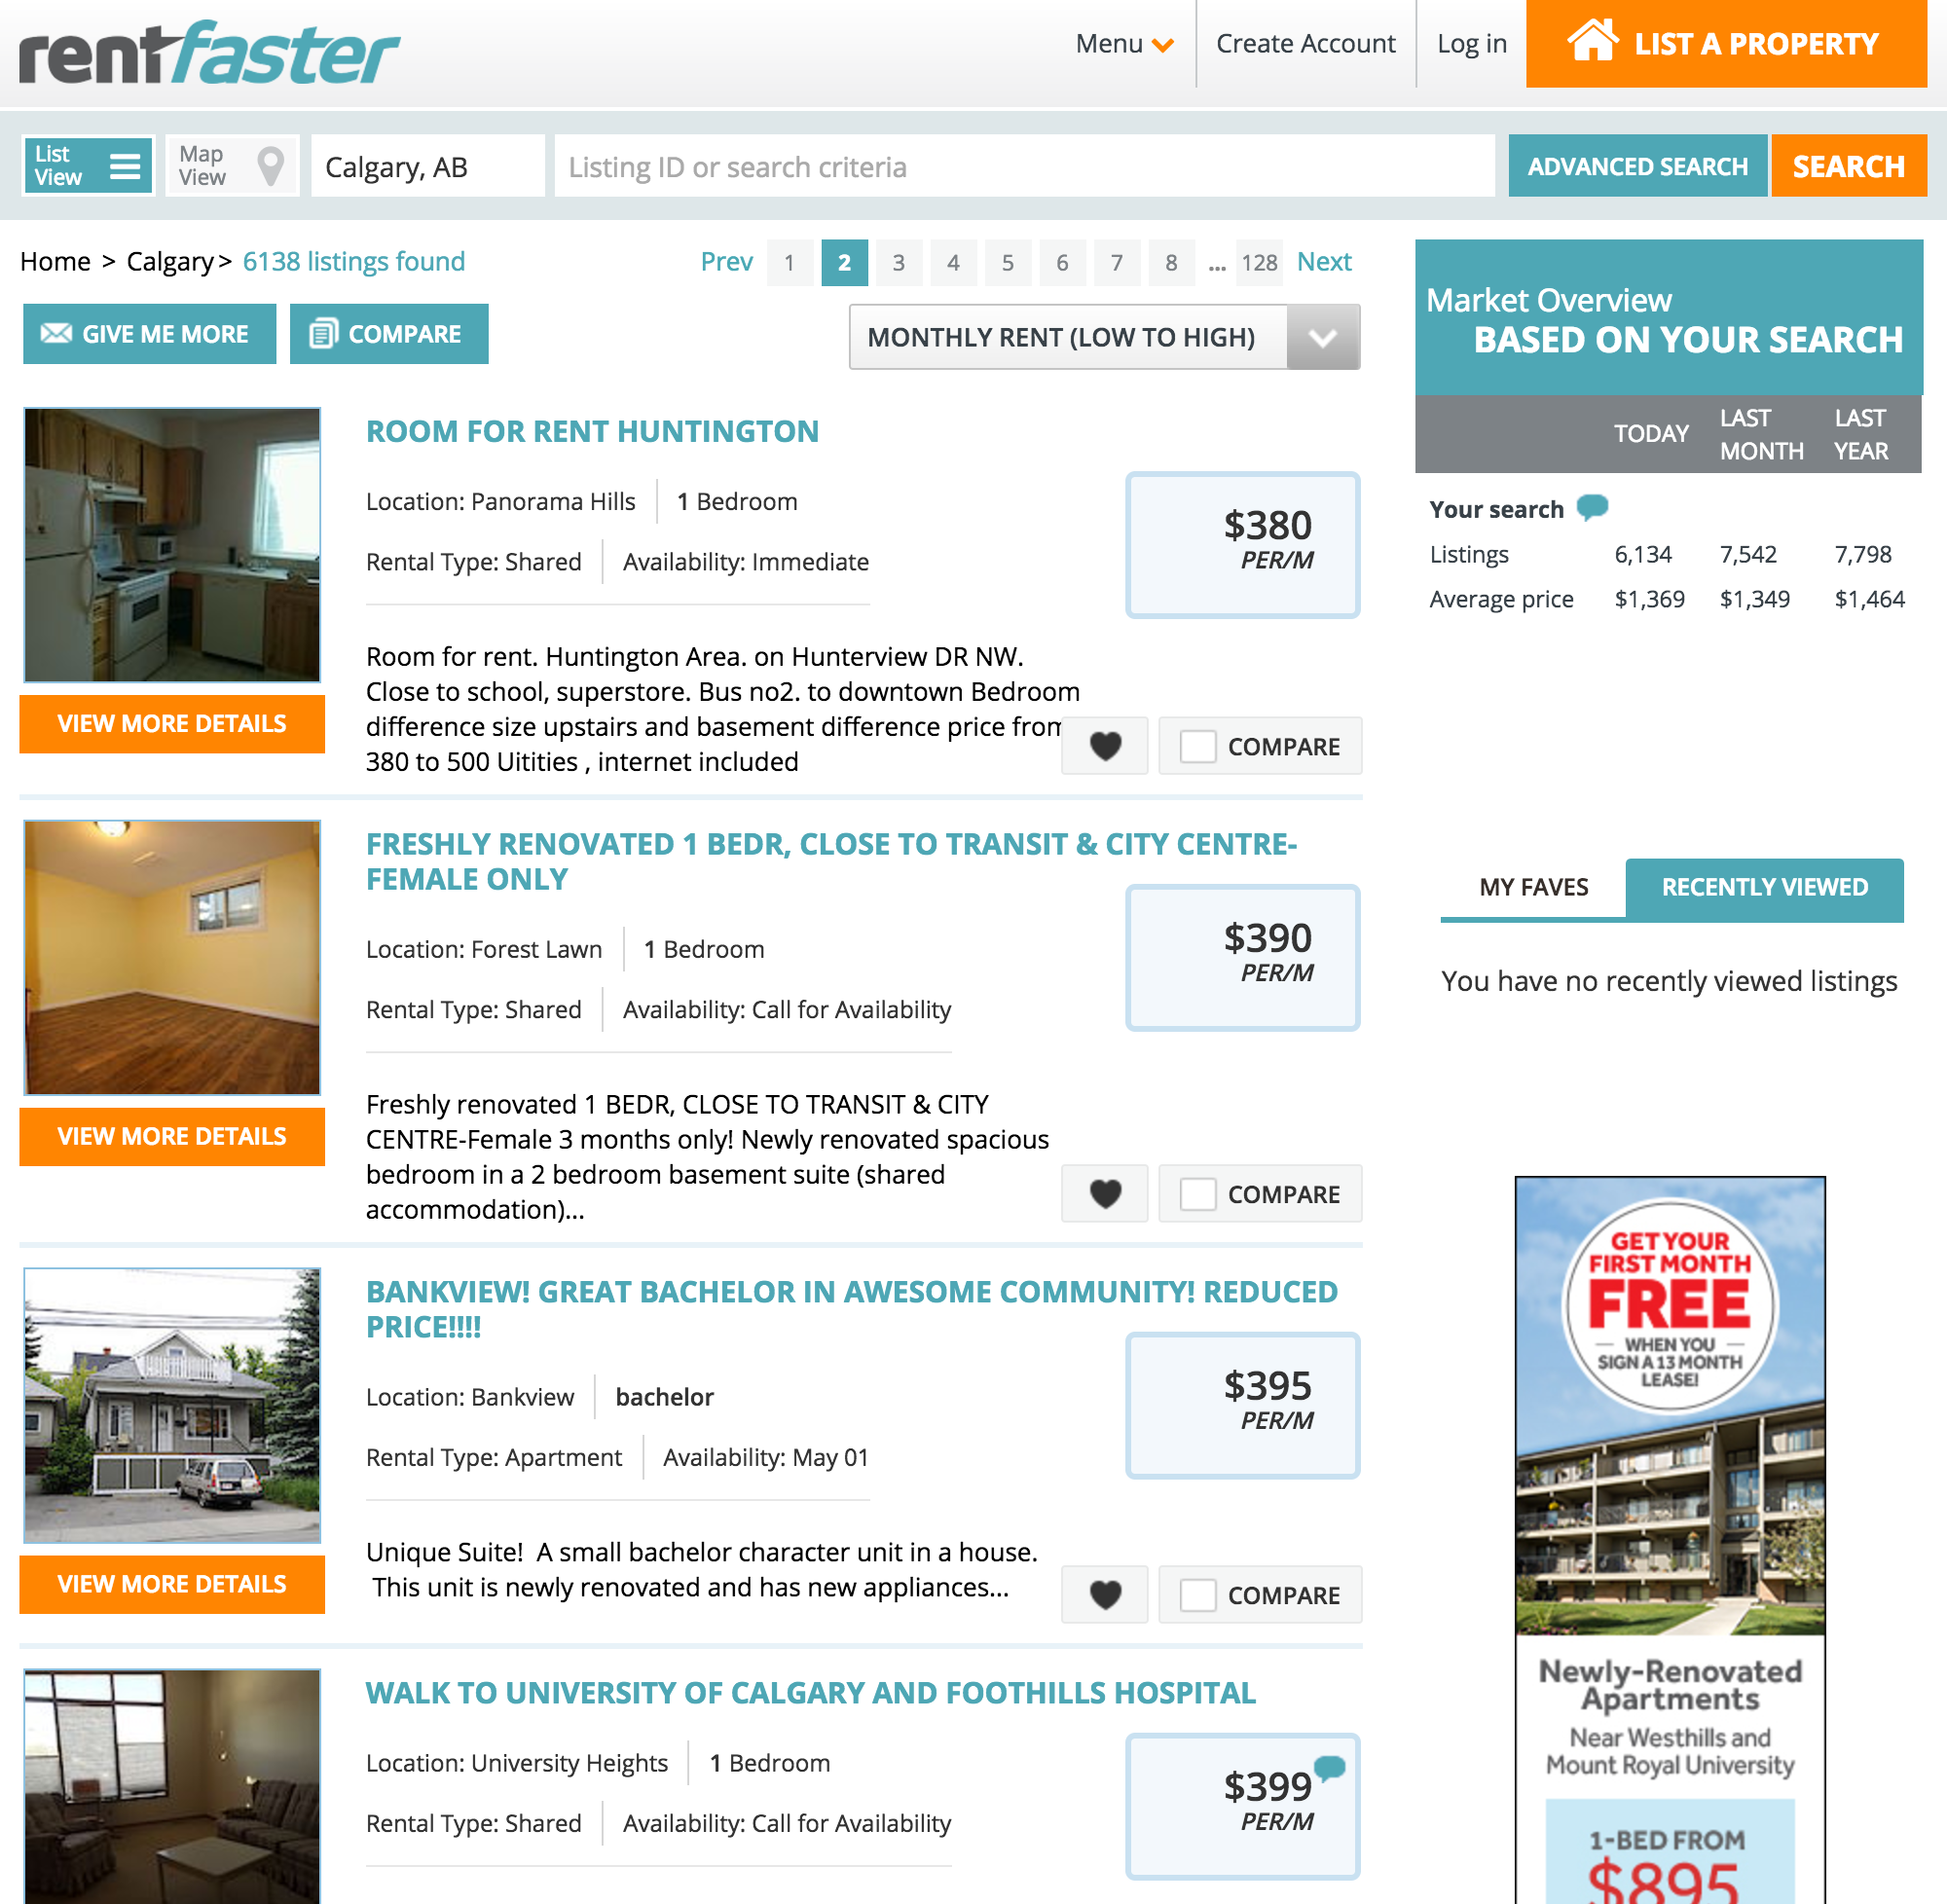 rentfaster
Menu
Create Account
Log in
LIST A PROPERTY
List
View
Map
View
Calgary, AB
Listing ID or search criteria
ADVANCED SEARCH
SEARCH
Home > Calgary > 6138 listings found
Prev 1 2 3 4 5 6 7 8 ... 128 Next
GIVE ME MORE
COMPARE
MONTHLY RENT (LOW TO HIGH)
ROOM FOR RENT HUNTINGTON
Location: Panorama Hills 1 Bedroom
Rental Type: Shared Availability: Immediate
$380
PER/M
Room for rent. Huntington Area. on Hunterview DR NW.
Close to school, superstore. Bus no2. to downtown Bedroom
difference size upstairs and basement difference price from
380 to 500 Uitities , internet included
VIEW MORE DETAILS
COMPARE
FRESHLY RENOVATED 1 BEDR, CLOSE TO TRANSIT & CITY CENTRE-
FEMALE ONLY
Location: Forest Lawn 1 Bedroom
Rental Type: Shared Availability: Call for Availability
$390
PER/M
Freshly renovated 1 BEDR, CLOSE TO TRANSIT & CITY
CENTRE-Female 3 months only! Newly renovated spacious
bedroom in a 2 bedroom basement suite (shared
accommodation)...
VIEW MORE DETAILS
COMPARE
BANKVIEW! GREAT BACHELOR IN AWESOME COMMUNITY! REDUCED
PRICE!!!!
Location: Bankview bachelor
Rental Type: Apartment Availability: May 01
$395
PER/M
Unique Suite!  A small bachelor character unit in a house.
This unit is newly renovated and has new appliances...
VIEW MORE DETAILS
COMPARE
WALK TO UNIVERSITY OF CALGARY AND FOOTHILLS HOSPITAL
Location: University Heights 1 Bedroom
Rental Type: Shared Availability: Call for Availability
$399
PER/M
Market Overview
BASED ON YOUR SEARCH
TODAY
LAST
MONTH
LAST
YEAR
Your search
Listings 6,134 7,542 7,798
Average price $1,369 $1,349 $1,464
MY FAVES
RECENTLY VIEWED
You have no recently viewed listings
GET YOUR
FIRST MONTH
FREE
WHEN YOU
SIGN A 13 MONTH
LEASE!
Newly-Renovated
Apartments
Near Westhills and
Mount Royal University
1-BED FROM
$895